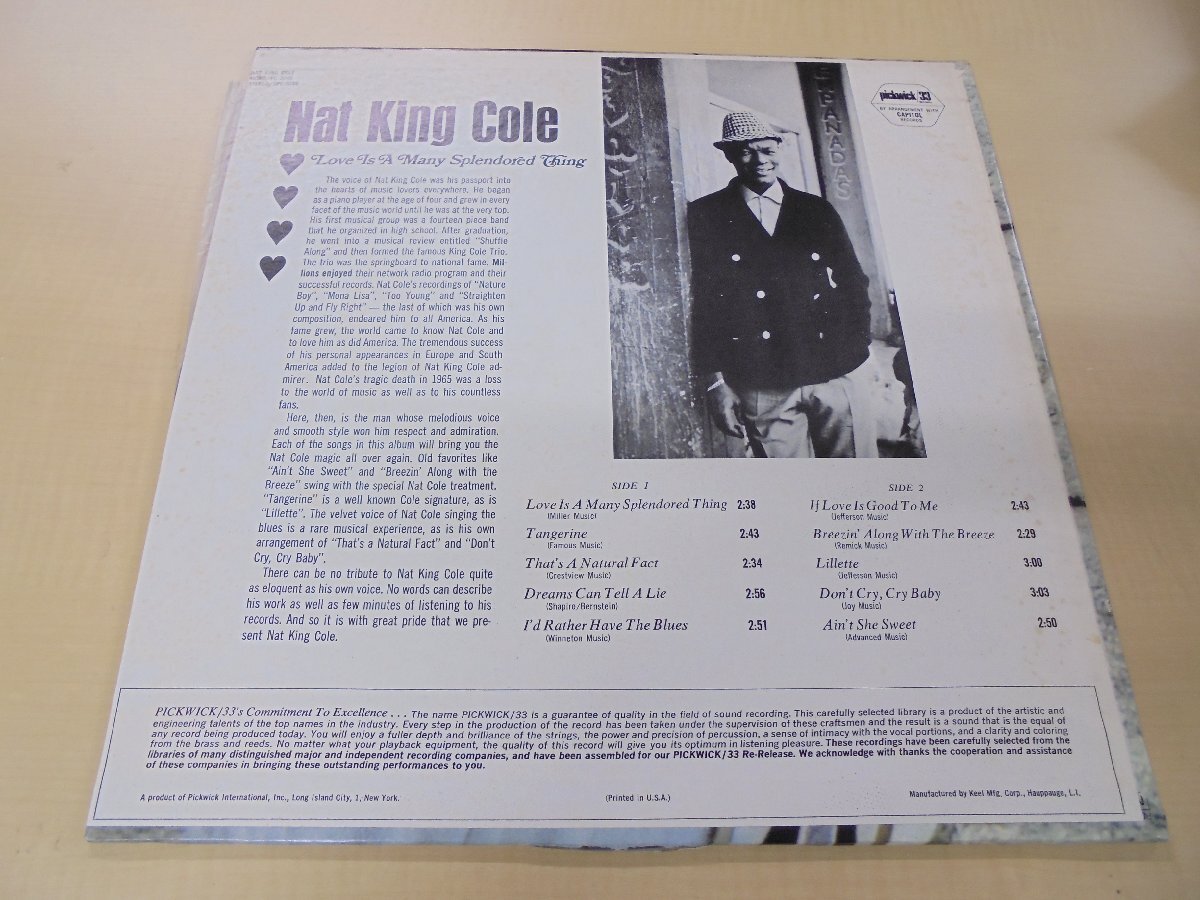 NAT KING COLE
Nat King Cole
Love Is A Many Splendored Thing
The voice of Nat King Cole was his passport into
the hearts of music lovers everywhere. He began
as a piano player at the age of four and grew in every
facet of the music world until he was at the very top.
His first musical group was a fourteen piece band
that he organized in high school. After graduation,
he went into a musical review entitled "Shuffle
Along" and then formed the famous King Cole Trio.
The trio was the springboard to national fame. Mil-
lions enjoyed their network radio program and their
successful records. Nat Cole's recordings of "Nature
Boy", "Mona Lisa", "Too Young" and "Straighten
Up and Fly Right" — the last of which was his own
composition, endeared him to all America. As his
fame grew, the world came to know Nat Cole and
to love him as did America. The tremendous success
of his personal appearances in Europe and South
America added to the legion of Nat King Cole ad-
mirer. Nat Cole's tragic death in 1965 was a loss
to the world of music as well as to his countless
fans.
Here, then, is the man whose melodious voice
and smooth style won him respect and admiration.
Each of the songs in this album will bring you the
Nat Cole magic all over again. Old favorites like
"Ain't She Sweet" and "Breezin' Along with the
Breeze" swing with the special Nat Cole treatment.
"Tangerine" is a well known Cole signature, as is
"Lillette". The velvet voice of Nat Cole singing the
blues is a rare musical experience, as is his own
arrangement of "That's a Natural Fact" and "Don't
Cry, Cry Baby".
There can be no tribute to Nat King Cole quite
as eloquent as his own voice. No words can describe
his work as well as few minutes of listening to his
records. And so it is with great pride that we pre-
sent Nat King Cole.
PANADAS
pickwick/33
BY ARRANGEMENT WITH
CAPITOL
RECORDS
SIDE 1
Love Is A Many Splendored Thing 2:38
(Miller Music)
Tangerine 2:43
(Famous Music)
That's A Natural Fact 2:34
(Crestview Music)
Dreams Can Tell A Lie 2:56
(Shapiro/Bernstein)
I'd Rather Have The Blues 2:51
(Winneton Music)
SIDE 2
If Love Is Good To Me 2:43
(Jefferson Music)
Breezin' Along With The Breeze 2:29
(Remick Music)
Lillette 3:00
(Jefferson Music)
Don't Cry, Cry Baby 3:03
(Joy Music)
Ain't She Sweet 2:50
(Advanced Music)
PICKWICK/33's Commitment To Excellence . . . The name PICKWICK/33 is a guarantee of quality in the field of sound recording. This carefully selected library is a product of the artistic and
engineering talents of the top names in the industry. Every step in the production of the record has been taken under the supervision of these craftsmen and the result is a sound that is the equal of
any record being produced today. You will enjoy a fuller depth and brilliance of the strings, the power and precision of percussion, a sense of intimacy with the vocal portions, and a clarity and coloring
from the brass and reeds. No matter what your playback equipment, the quality of this record will give you its optimum in listening pleasure. These recordings have been carefully selected from the
libraries of many distinguished major and independent recording companies, and have been assembled for our PICKWICK/33 Re-Release. We acknowledge with thanks the cooperation and assistance
of these companies in bringing these outstanding performances to you.
A product of Pickwick International, Inc., Long Island City, 1, New York.
(Printed in U.S.A.)
Manufactured by Keel Mfg. Corp., Hauppauge, L.I.